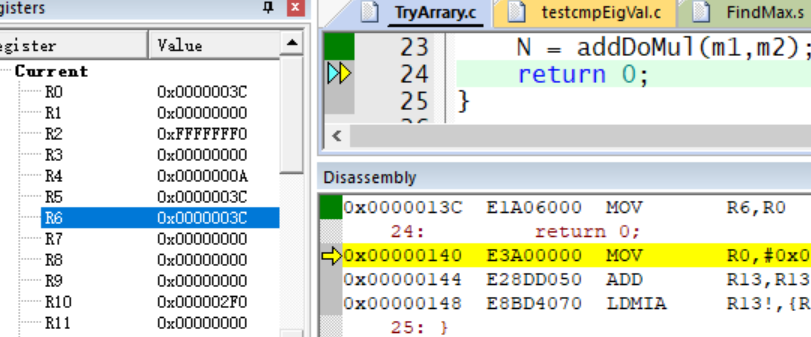 gisters
egister Value
Current
R0 0x0000003C
R1 0x00000000
R2 0xFFFFFFF0
R3 0x00000000
R4 0x0000000A
R5 0x0000003C
R6 0x0000003C
R7 0x00000000
R8 0x00000000
R9 0x00000000
R10 0x000002F0
R11 0x00000000
TryArrary.c testcmpEigVal.c FindMax.s
23 N = addDoMul(m1,m2);
24 return 0;
25 }
Disassembly
0x0000013C E1A06000 MOV R6,R0
24: return 0;
0x00000140 E3A00000 MOV R0,#0x0
0x00000144 E28DD050 ADD R13,R13
0x00000148 E8BD4070 LDMIA R13!,{R
25: }